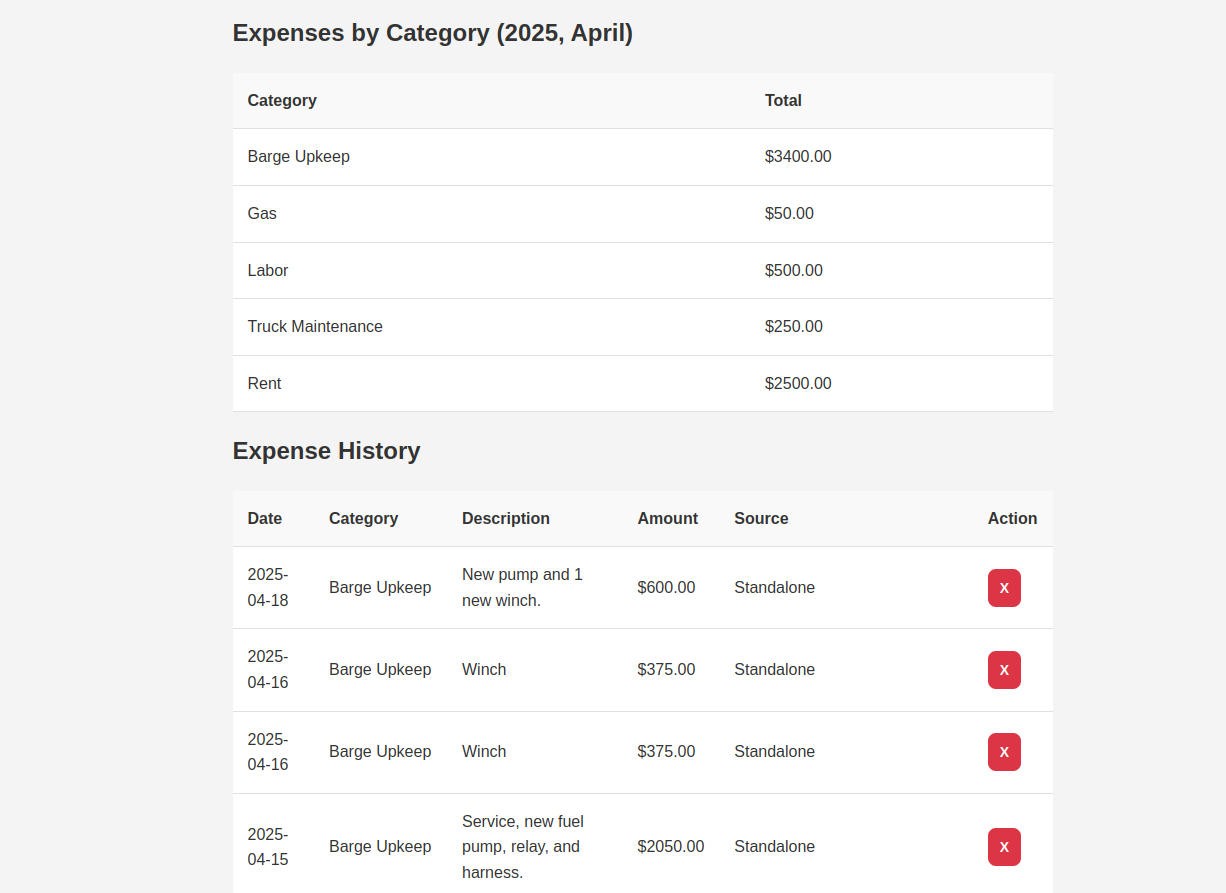 Expenses by Category (2025, April)
Category Total
Barge Upkeep $3400.00
Gas $50.00
Labor $500.00
Truck Maintenance $250.00
Rent $2500.00
Expense History
Date Category Description Amount Source Action
2025-
04-18 Barge Upkeep New pump and 1
new winch. $600.00 Standalone X
2025-
04-16 Barge Upkeep Winch $375.00 Standalone X
2025-
04-16 Barge Upkeep Winch $375.00 Standalone X
2025-
04-15 Barge Upkeep Service, new fuel
pump, relay, and
harness. $2050.00 Standalone X